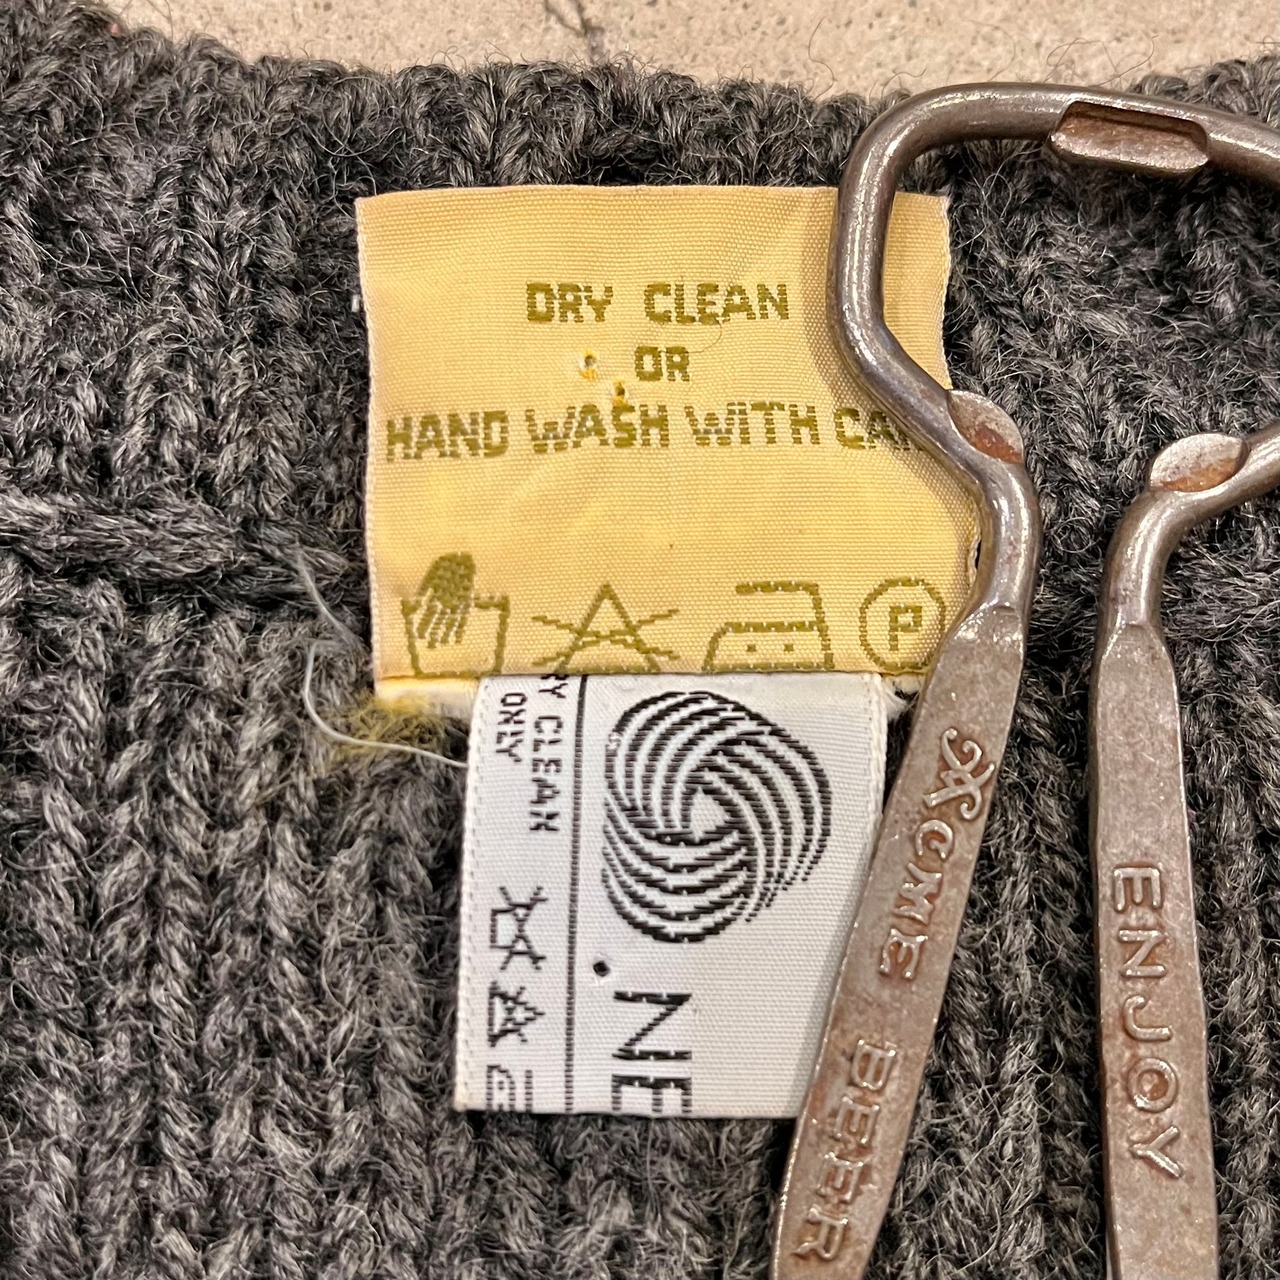 DRY CLEAN
OR
HAND WASH WITH CA
P
RY CLEAN
ONLY
NE
ACME BEER
ENJOY